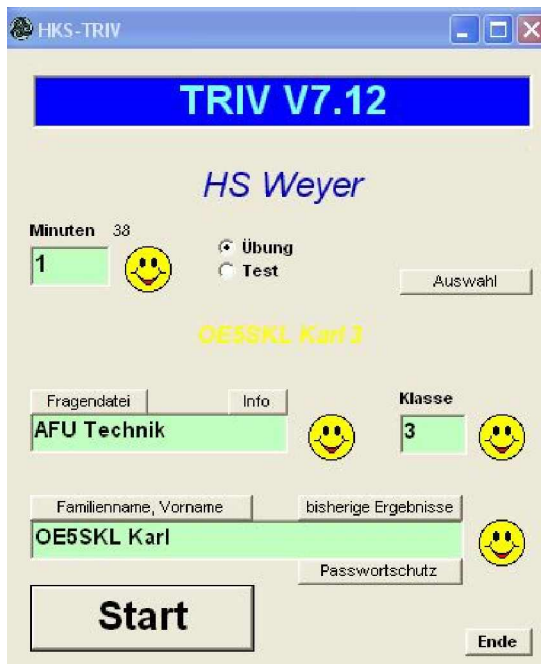 HKS-TRIV
TRIV V7.12
HS Weyer
Minuten 38
1
Übung
Test
Auswahl
OE5SKL Karl 3
Fragendatei Info Klasse
AFU Technik 3
Familienname, Vorname bisherige Ergebnisse
OE5SKL Karl
Passwortschutz
Start
Ende